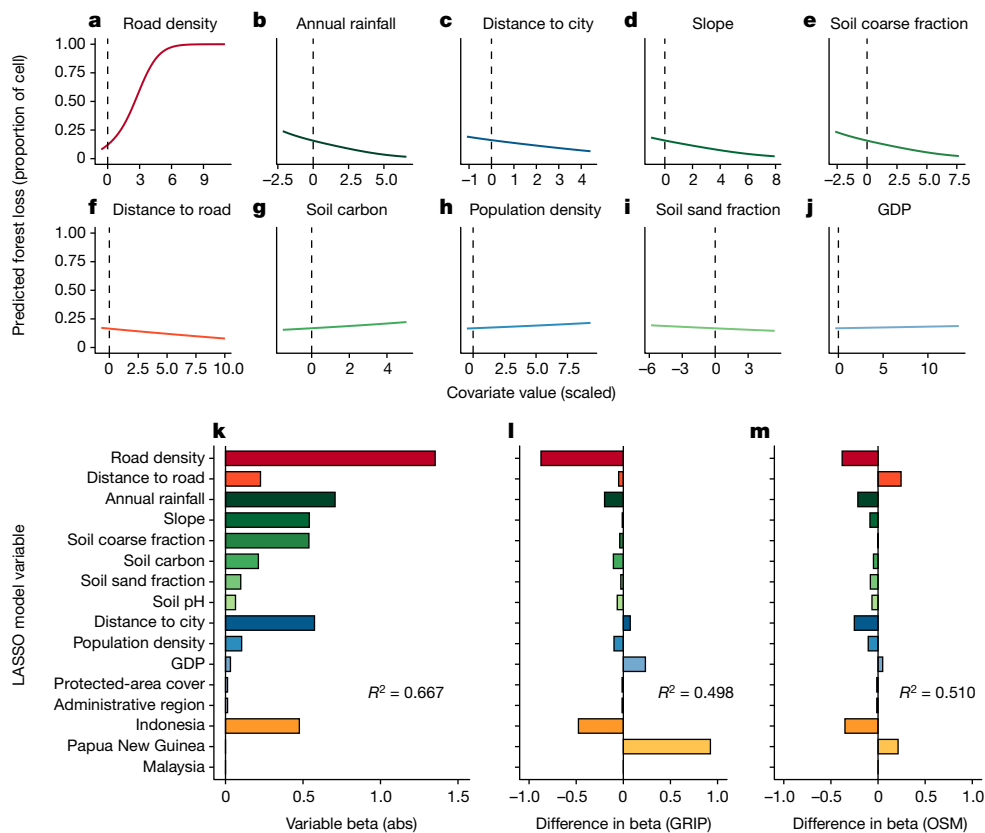 a Road density
b Annual rainfall
c Distance to city
d Slope
e Soil coarse fraction
Predicted forest loss (proportion of cell)
1.00
0.75
0.50
0.25
0
0 3 6 9
−2.5 0 2.5 5.0
−1 0 1 2 3 4
0 2 4 6 8
−2.5 0 2.5 5.0 7.5
f Distance to road
g Soil carbon
h Population density
i Soil sand fraction
j GDP
1.00
0.75
0.50
0.25
0
0 2.5 5.0 7.5 10.0
0 2 4
0 2.5 5.0 7.5
−6 −3 0 3
0 5 10
Covariate value (scaled)
k
l
m
LASSO model variable
Road density
Distance to road
Annual rainfall
Slope
Soil coarse fraction
Soil carbon
Soil sand fraction
Soil pH
Distance to city
Population density
GDP
Protected-area cover
Administrative region
Indonesia
Papua New Guinea
Malaysia
R² = 0.667
R² = 0.498
R² = 0.510
0 0.5 1.0 1.5
−1.0 −0.5 0 0.5 1.0
−1.0 −0.5 0 0.5 1.0
Variable beta (abs)
Difference in beta (GRIP)
Difference in beta (OSM)